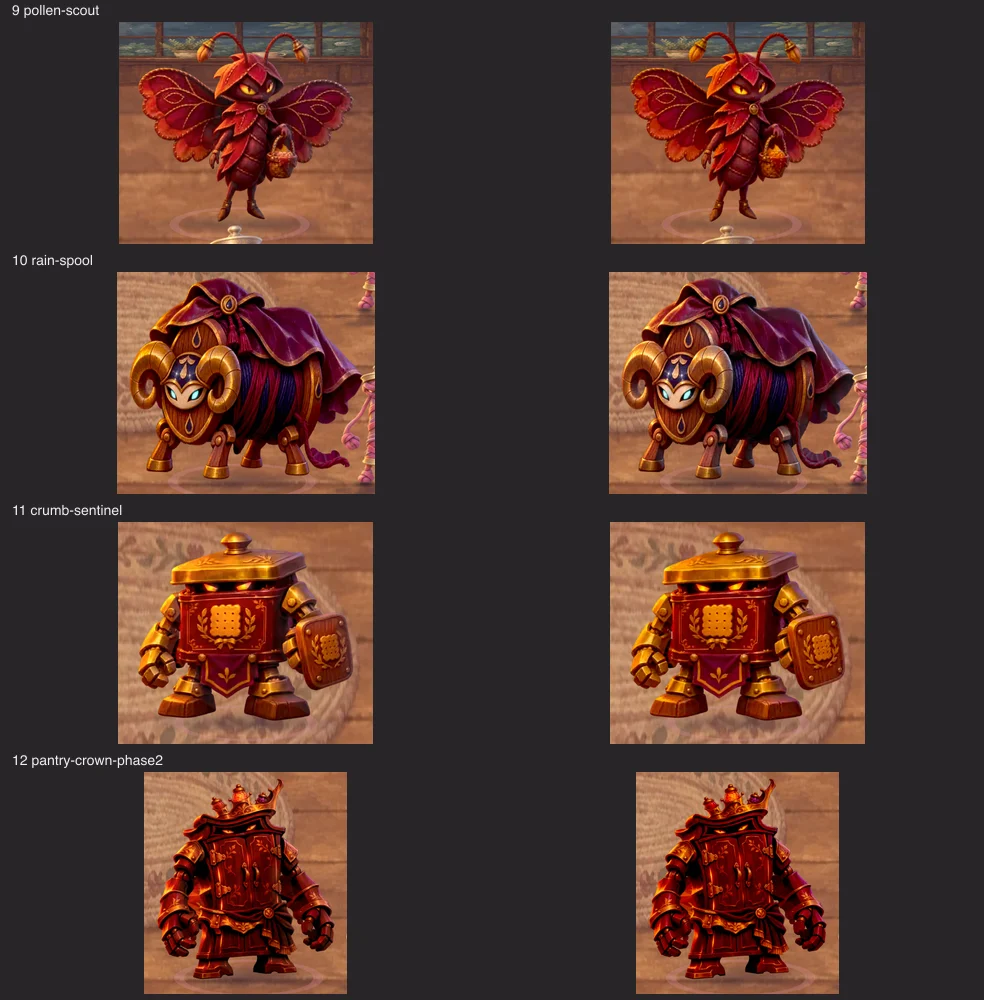 9 pollen-scout
10 rain-spool
11 crumb-sentinel
12 pantry-crown-phase2